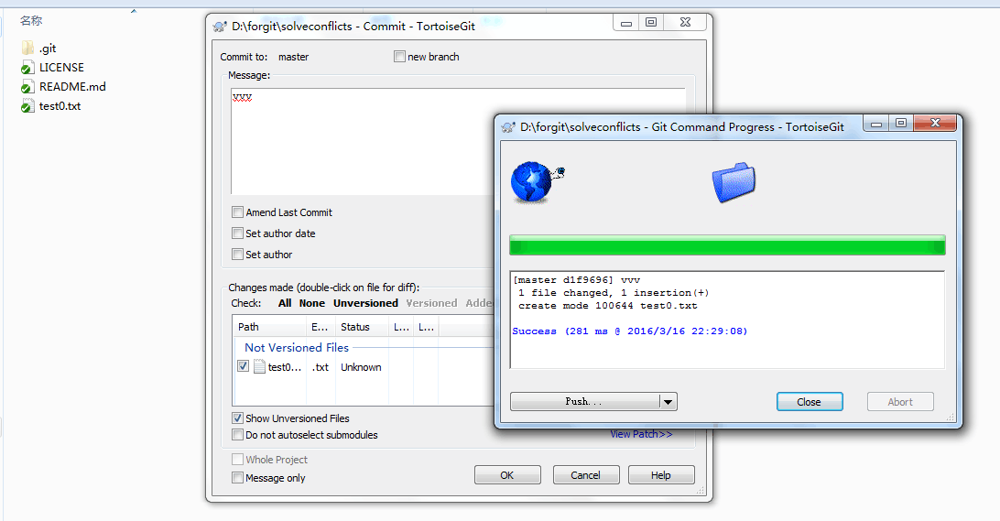 名称
.git
LICENSE
README.md
test0.txt
D:\forgit\solveconflicts - Commit - TortoiseGit
Commit to: master new branch
Message:
vvv
Amend Last Commit
Set author date
Set author
Changes made (double-click on file for diff):
Check: All None Unversioned Versioned Added
Path E... Status L... L...
Not Versioned Files
test0... .txt Unknown
Show Unversioned Files
Do not autoselect submodules
View Patch>>
Whole Project
Message only
OK Cancel Help
D:\forgit\solveconflicts - Git Command Progress - TortoiseGit
[master d1f9696] vvv
1 file changed, 1 insertion(+)
create mode 100644 test0.txt
Success (281 ms @ 2016/3/16 22:29:08)
Push... Close Abort